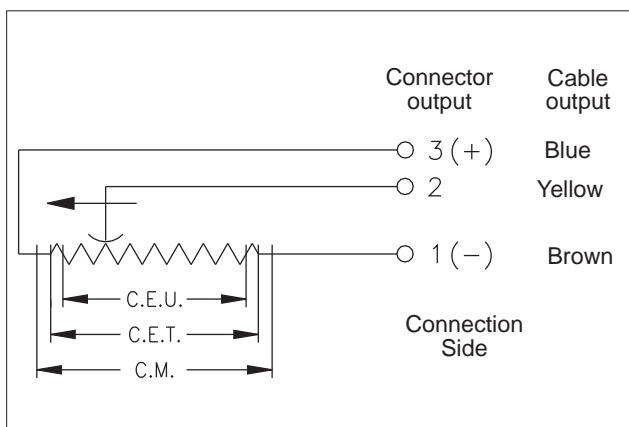 Connector output
Cable output
3 (+) Blue
2 Yellow
1 (−) Brown
C.E.U.
C.E.T.
C.M.
Connection Side